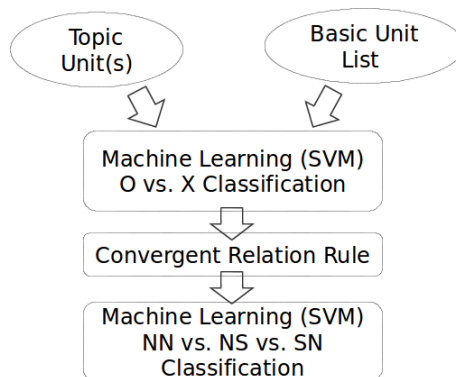 Topic
Unit(s)
Basic Unit
List
Machine Learning (SVM)
O vs. X Classification
Convergent Relation Rule
Machine Learning (SVM)
NN vs. NS vs. SN
Classification